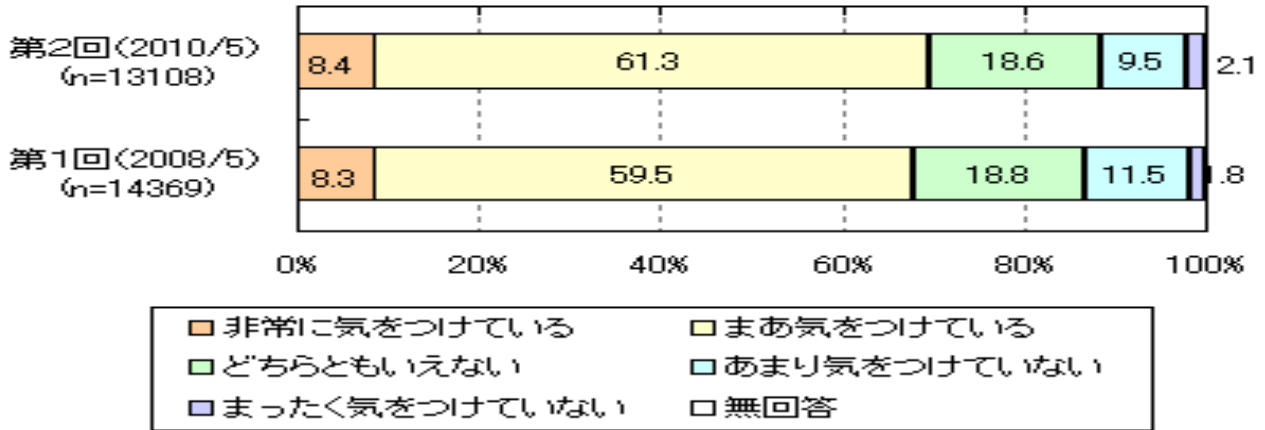 第2回(2010/5)
(n=13108)
8.4 61.3 18.6 9.5 2.1
第1回(2008/5)
(n=14369)
8.3 59.5 18.8 11.5 1.8
0% 20% 40% 60% 80% 100%
非常に気をつけている まあ気をつけている
どちらともいえない あまり気をつけていない
まったく気をつけていない 無回答